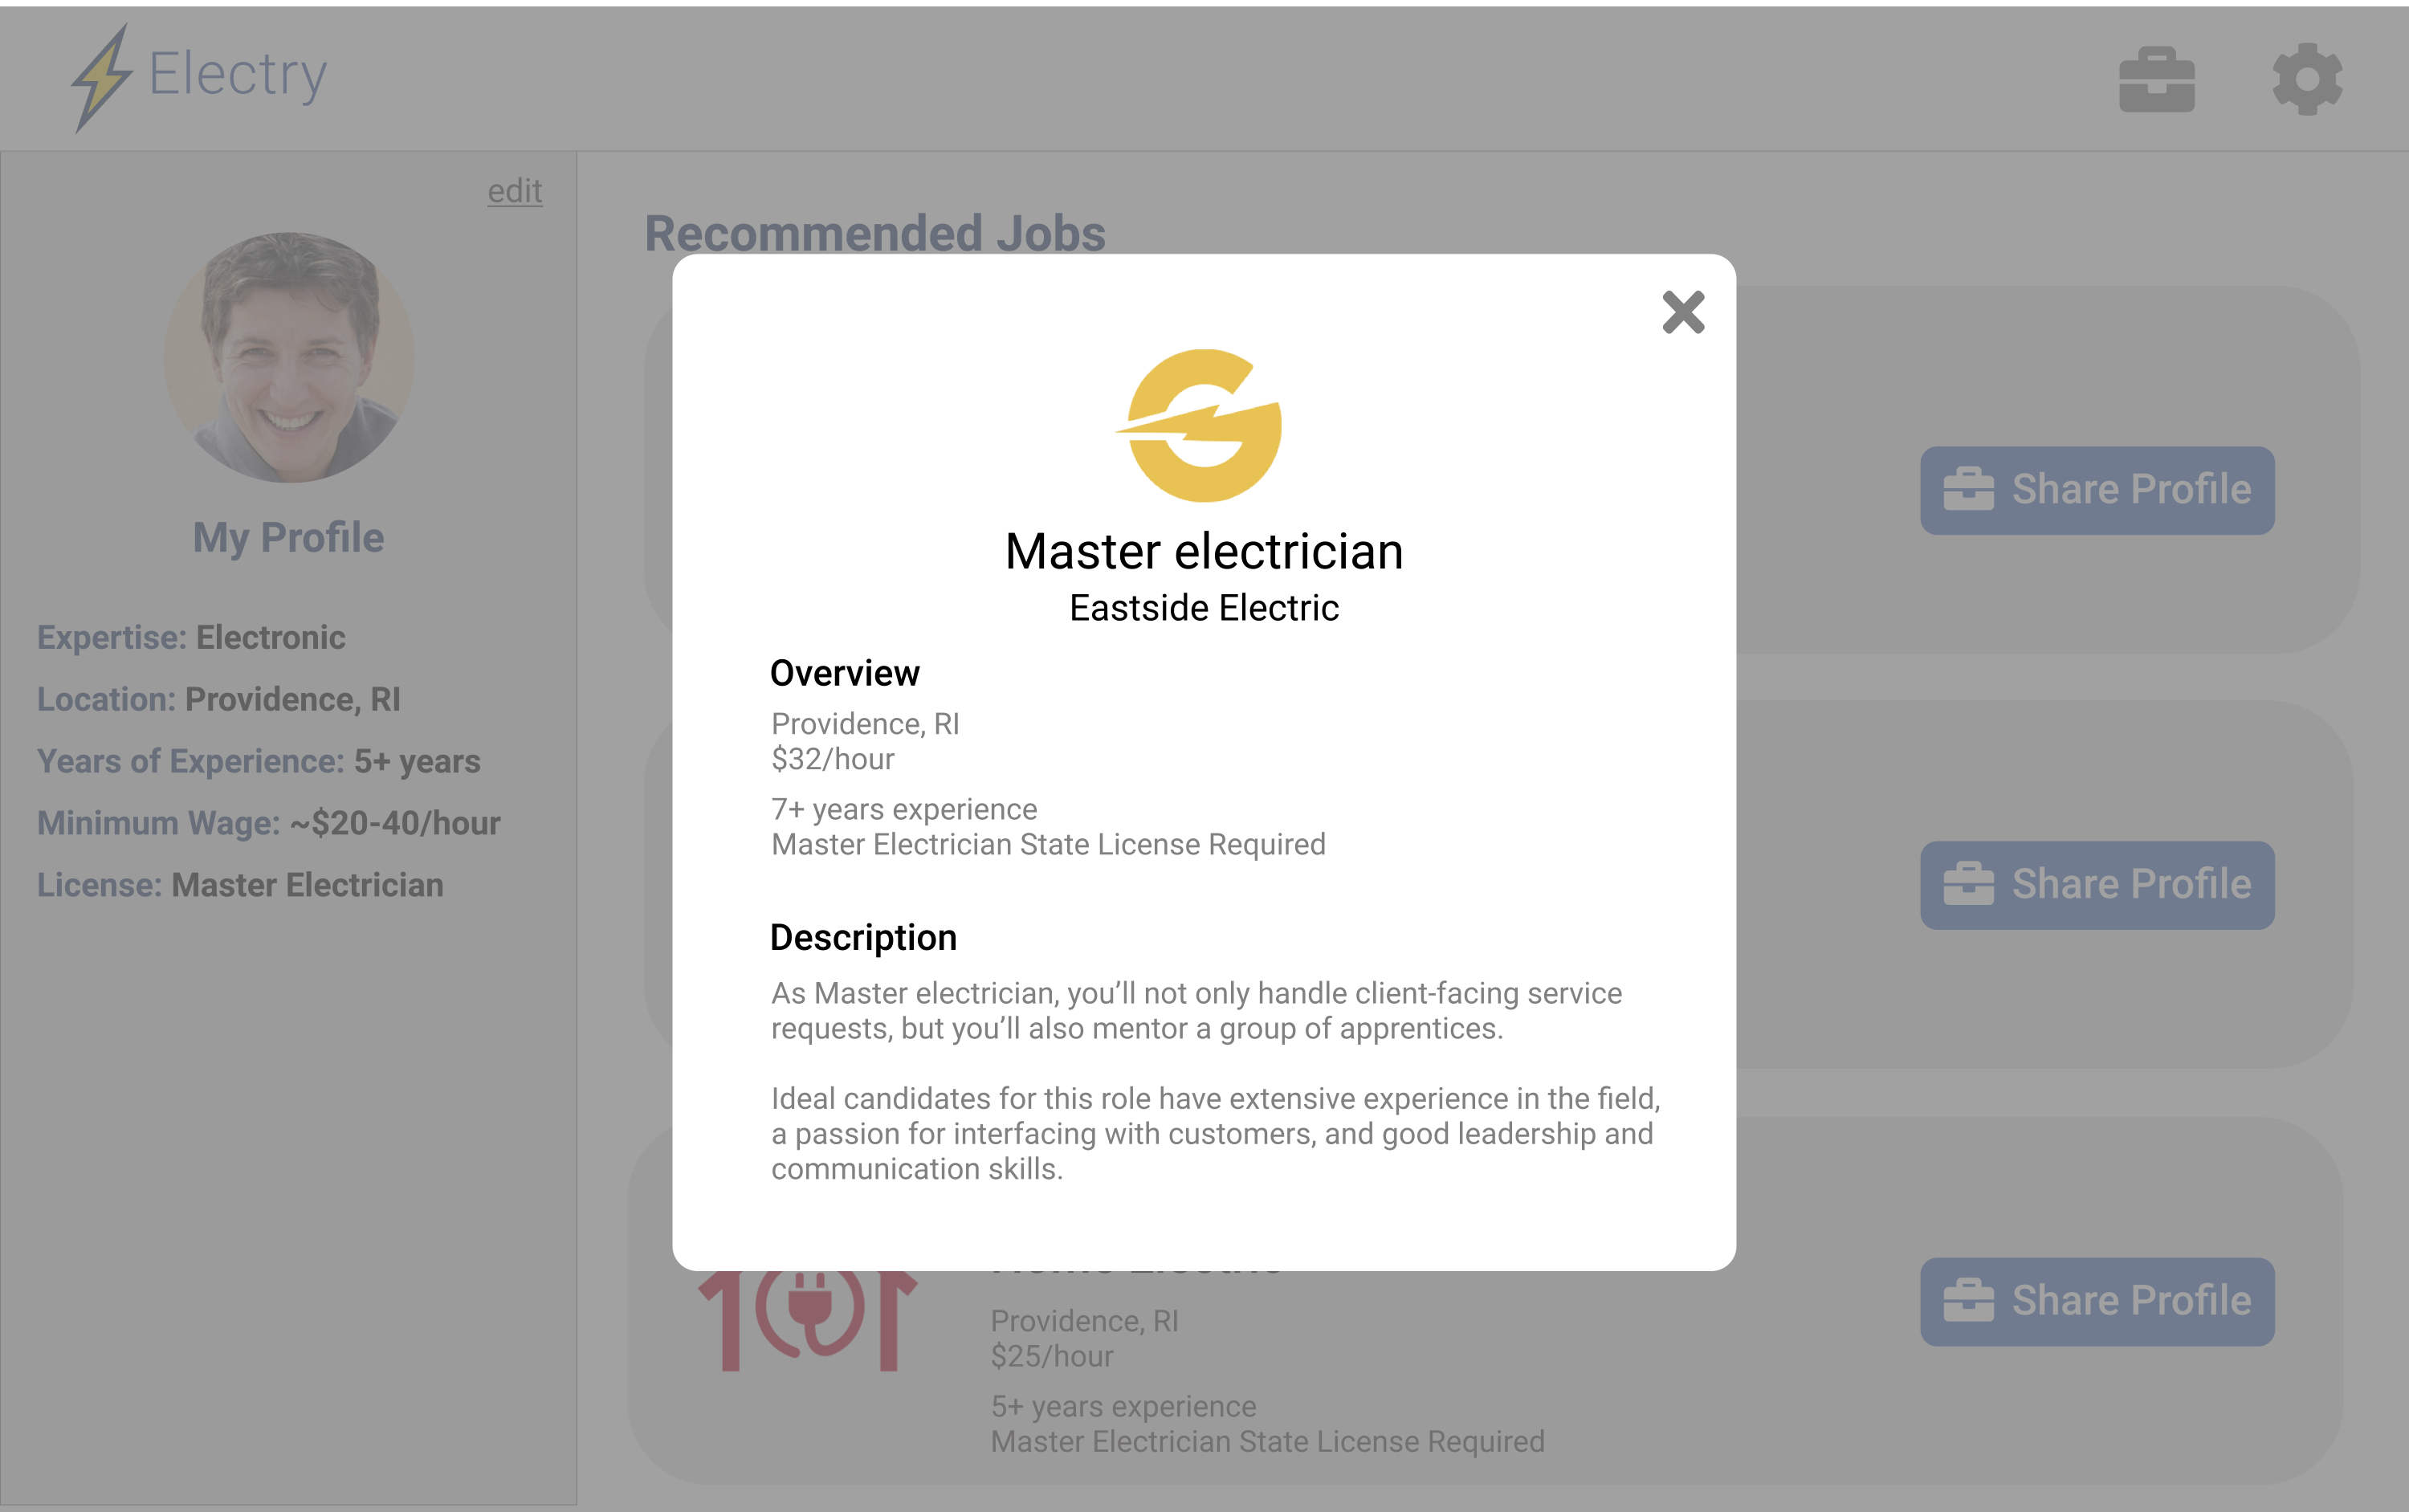 Electry
edit
My Profile
Expertise: Electronic
Location: Providence, RI
Years of Experience: 5+ years
Minimum Wage: ~$20-40/hour
License: Master Electrician
Recommended Jobs
Share Profile
Share Profile
Master electrician
Eastside Electric
Overview
Providence, RI
$32/hour
7+ years experience
Master Electrician State License Required
Description
As Master electrician, you’ll not only handle client-facing service
requests, but you’ll also mentor a group of apprentices.
Ideal candidates for this role have extensive experience in the field,
a passion for interfacing with customers, and good leadership and
communication skills.
Providence, RI
$25/hour
5+ years experience
Master Electrician State License Required
Share Profile